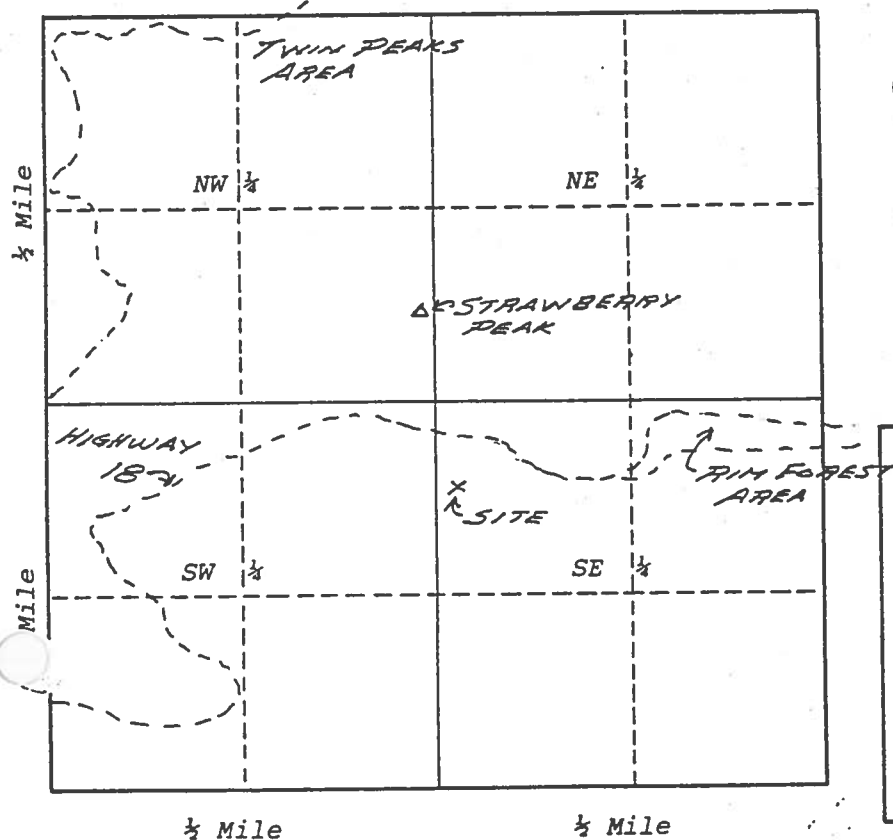 TWIN PEAKS
AREA
NW ¼
NE ¼
½ Mile
STRAWBERRY
PEAK
HIGHWAY
18
RIM FOREST
AREA
SITE
SW ¼
SE ¼
Mile
½ Mile
½ Mile